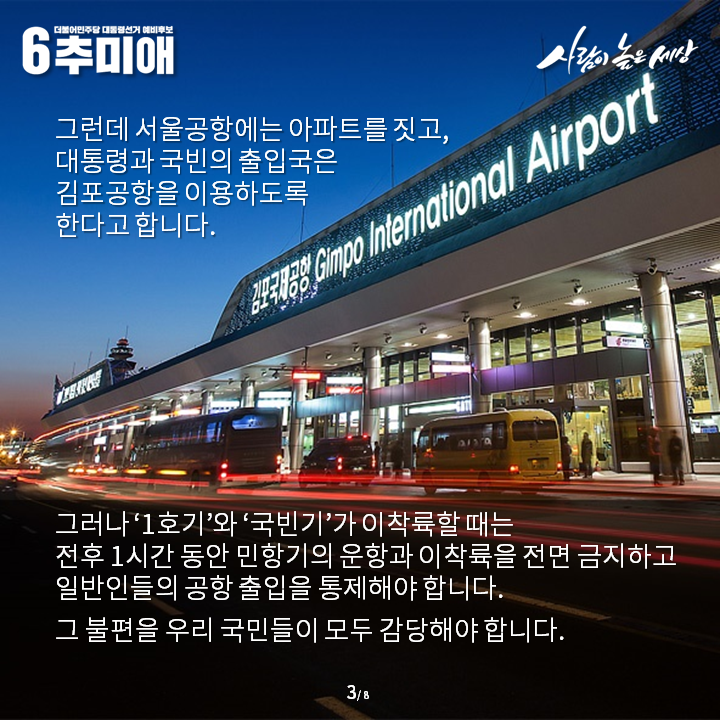 더불어민주당 대통령선거 예비후보
6 추미애
사람이 높은 세상
그런데 서울공항에는 아파트를 짓고,
대통령과 국빈의 출입국은
김포공항을 이용하도록
한다고 합니다.
김포국제공항 Gimpo International Airport
그러나 ‘1호기’와 ‘국빈기’가 이착륙할 때는
전후 1시간 동안 민항기의 운항과 이착륙을 전면 금지하고
일반인들의 공항 출입을 통제해야 합니다.
그 불편을 우리 국민들이 모두 감당해야 합니다.
3/8